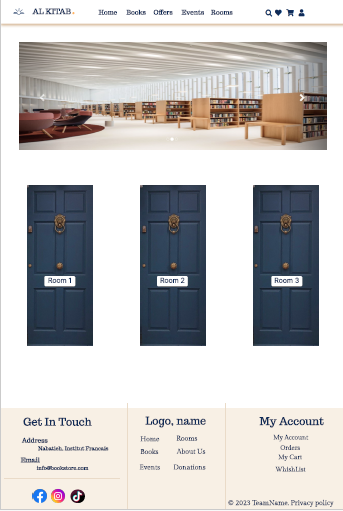 AL KITAB.
Home Books Offers Events Rooms
Room 1
Room 2
Room 3
Get In Touch
Address
Nabatieh, Institut Francais
Email
info@bookstore.com
Logo, name
Home Rooms
Books About Us
Events Donations
My Account
My Account
Orders
My Cart
WhishList
© 2023 TeamName. Privacy policy